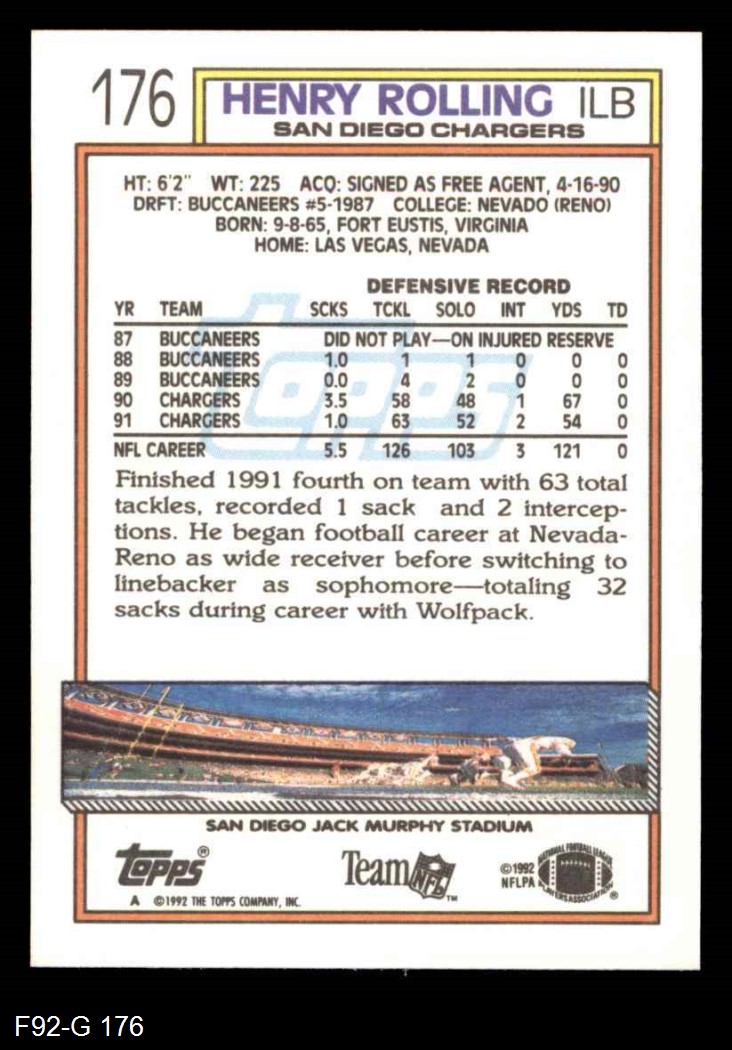 176 HENRY ROLLING ILB
SAN DIEGO CHARGERS
HT: 6'2" WT: 225 ACQ: SIGNED AS FREE AGENT, 4-16-90
DRFT: BUCCANEERS #5-1987 COLLEGE: NEVADO (RENO)
BORN: 9-8-65, FORT EUSTIS, VIRGINIA
HOME: LAS VEGAS, NEVADA
DEFENSIVE RECORD
YR TEAM SCKS TCKL SOLO INT YDS TD
87 BUCCANEERS DID NOT PLAY—ON INJURED RESERVE
88 BUCCANEERS 1.0 1 1 0 0 0
89 BUCCANEERS 0.0 4 2 0 0 0
90 CHARGERS 3.5 58 48 1 67 0
91 CHARGERS 1.0 63 52 2 54 0
NFL CAREER 5.5 126 103 3 121 0
topps
Finished 1991 fourth on team with 63 total
tackles, recorded 1 sack and 2 intercep-
tions. He began football career at Nevada-
Reno as wide receiver before switching to
linebacker as sophomore—totaling 32
sacks during career with Wolfpack.
SAN DIEGO JACK MURPHY STADIUM
topps®
Team NFL™
©1992
NFLPA
NATIONAL FOOTBALL LEAGUE
PLAYERS ASSOCIATION ®
A ©1992 THE TOPPS COMPANY, INC.
F92-G 176